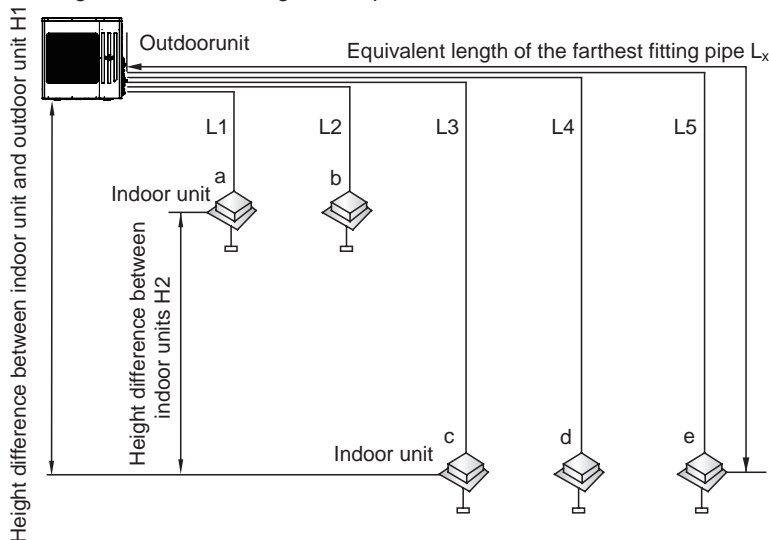 Outdoorunit
Equivalent length of the farthest fitting pipe Lx
Height difference between indoor unit and outdoor unit H1
L1
L2
L3
L4
L5
a
b
Indoor unit
Height difference between
indoor units H2
c
d
e
Indoor unit